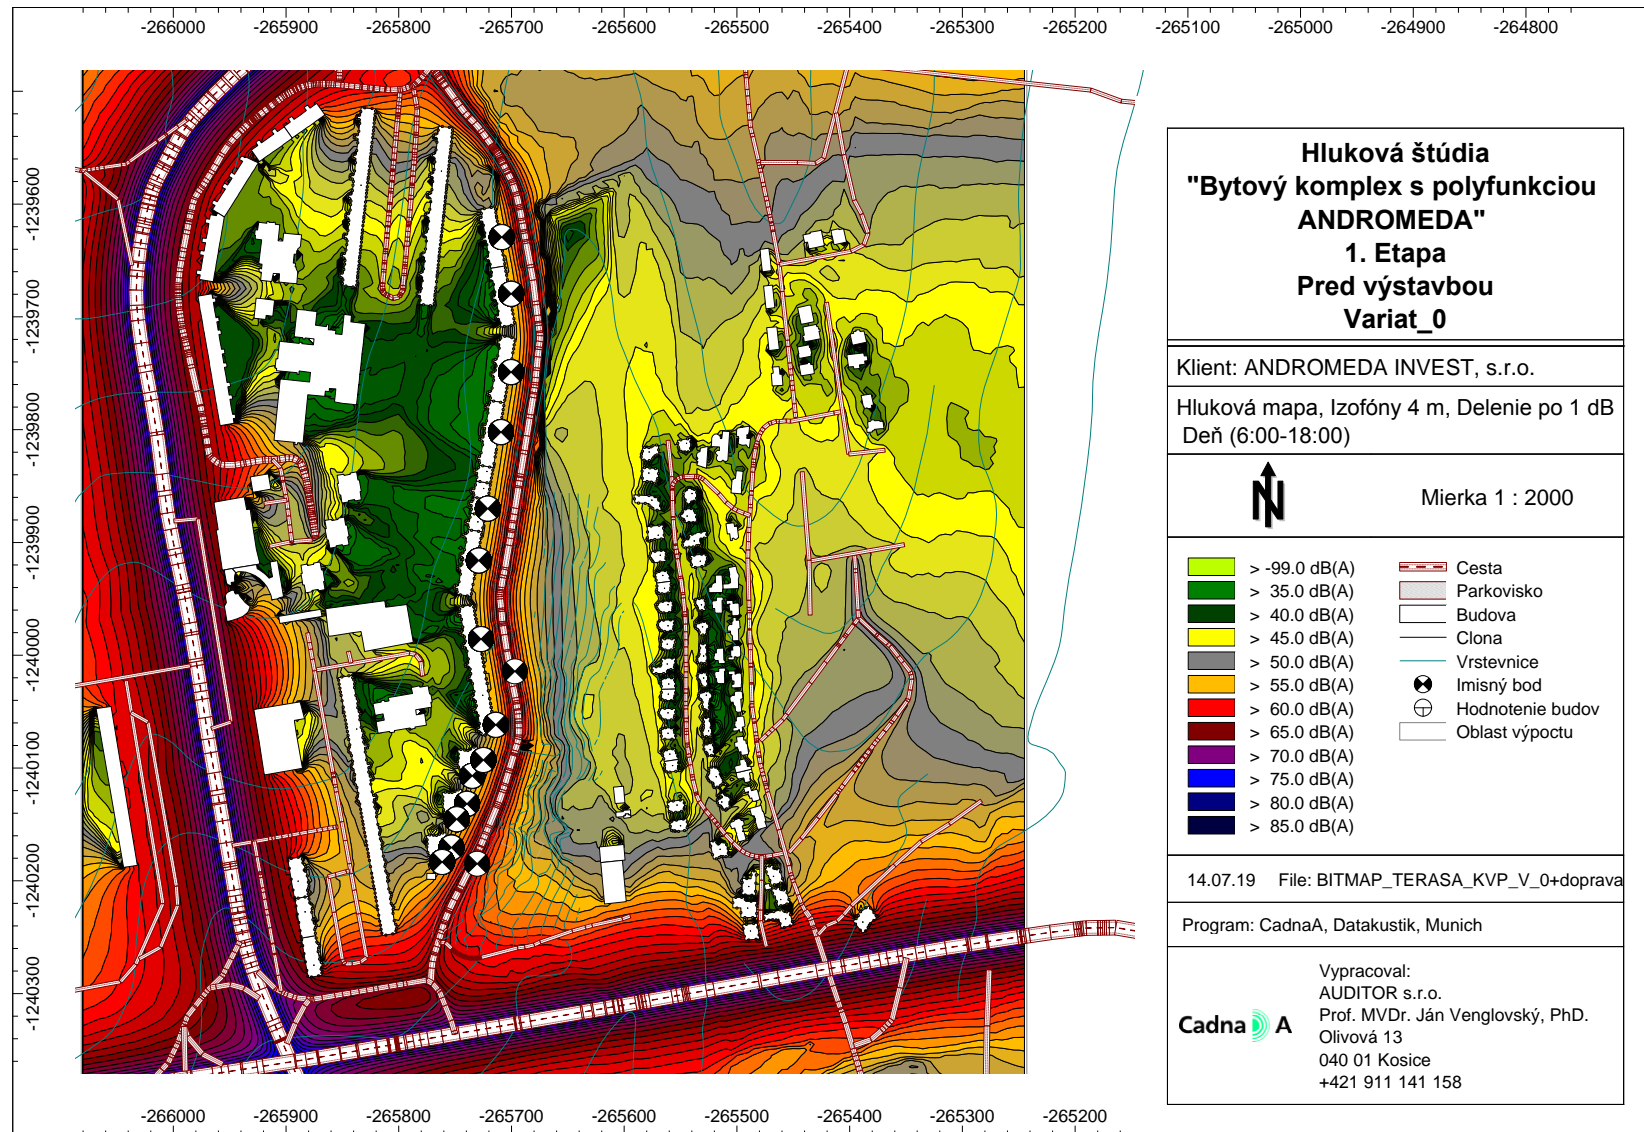 -266000 -265900 -265800 -265700 -265600 -265500 -265400 -265300 -265200 -265100 -265000 -264900 -264800
-1239600
-1239700
-1239800
-1239900
-1240000
-1240100
-1240200
-1240300
Hluková štúdia
"Bytový komplex s polyfunkciou
ANDROMEDA"
1. Etapa
Pred výstavbou
Variat_0
Klient: ANDROMEDA INVEST, s.r.o.
Hluková mapa, Izofóny 4 m, Delenie po 1 dB
Deň (6:00-18:00)
N
Mierka 1 : 2000
> -99.0 dB(A)
> 35.0 dB(A)
> 40.0 dB(A)
> 45.0 dB(A)
> 50.0 dB(A)
> 55.0 dB(A)
> 60.0 dB(A)
> 65.0 dB(A)
> 70.0 dB(A)
> 75.0 dB(A)
> 80.0 dB(A)
> 85.0 dB(A)
Cesta
Parkovisko
Budova
Clona
Vrstevnice
Imisný bod
Hodnotenie budov
Oblast výpoctu
14.07.19 File: BITMAP_TERASA_KVP_V_0+doprava
Program: CadnaA, Datakustik, Munich
Cadna A
Vypracoval:
AUDITOR s.r.o.
Prof. MVDr. Ján Venglovský, PhD.
Olivová 13
040 01 Kosice
+421 911 141 158
-266000 -265900 -265800 -265700 -265600 -265500 -265400 -265300 -265200